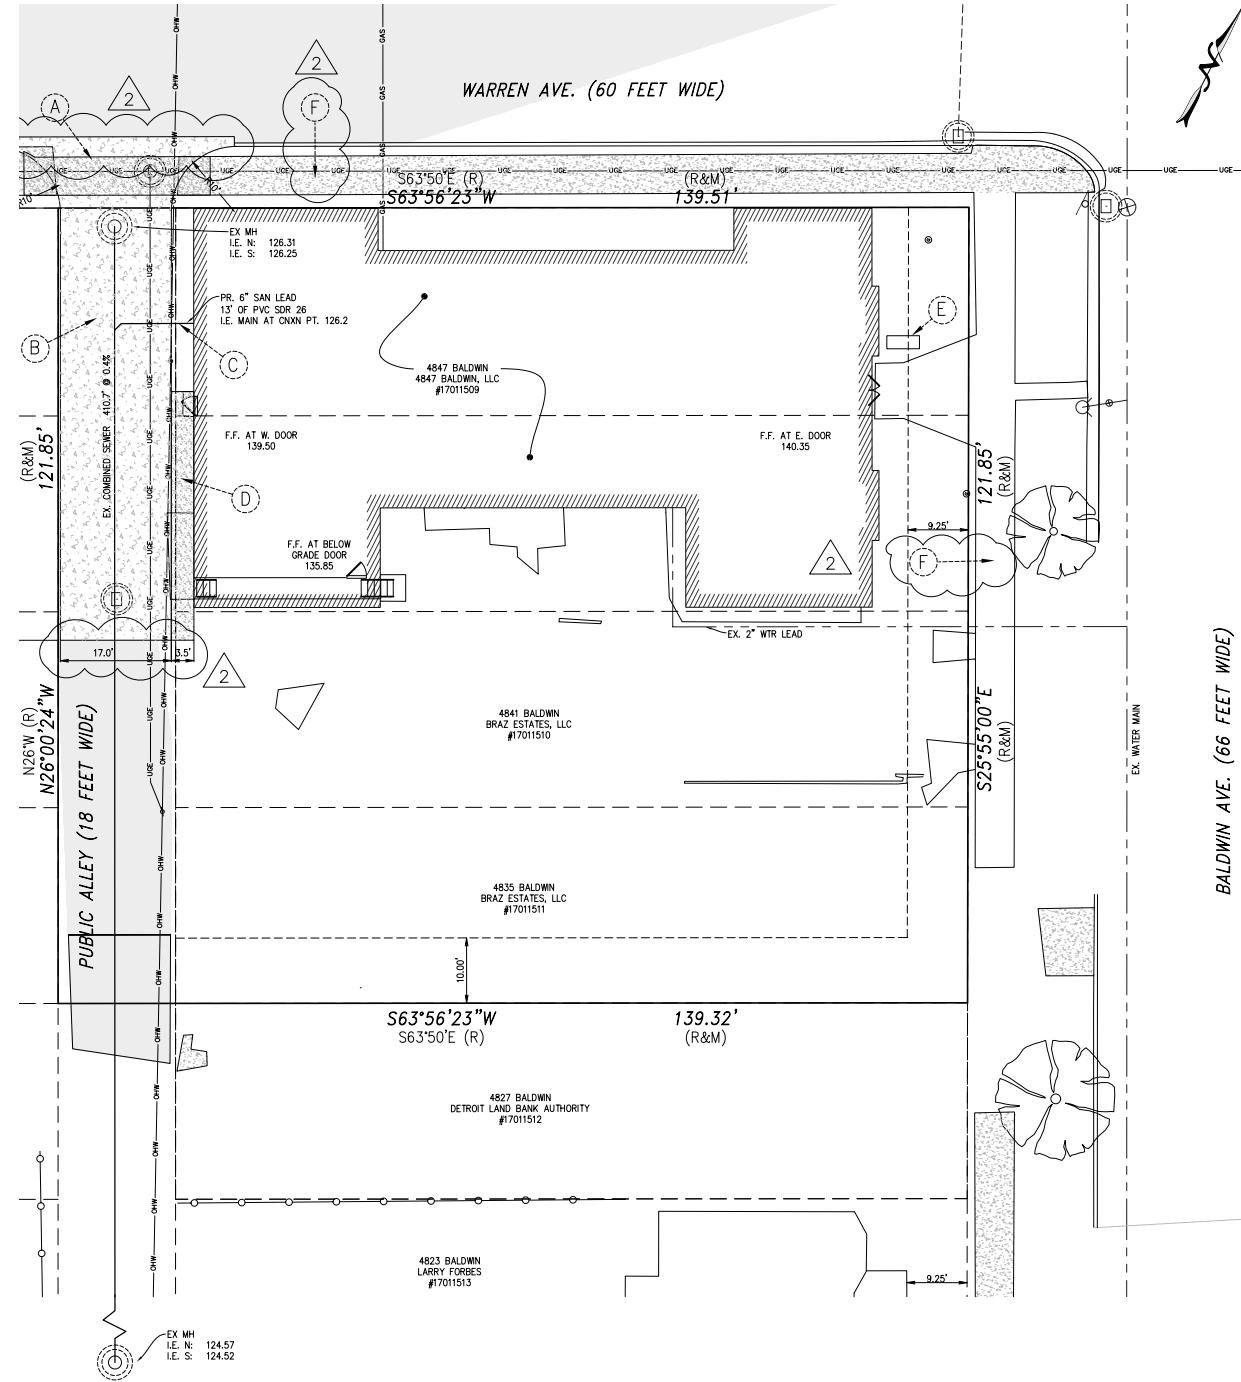 WARREN AVE. (60 FEET WIDE)
N
2
2
A
F
OHW
GAS
UGE
R10'
R10'
S63°50'E (R)
S63°56'23"W
(R&M)
139.51'
EX MH
I.E. N: 126.31
I.E. S: 126.25
PR. 6" SAN LEAD
13' OF PVC SDR 26
I.E. MAIN AT CNXN PT. 126.2
E
B
C
4847 BALDWIN
4847 BALDWIN, LLC
#17011509
EX. COMBINED SEWER 410.7' @ 0.4%
F.F. AT W. DOOR
139.50
F.F. AT E. DOOR
140.35
(R&M)
121.85'
121.85'
(R&M)
D
9.25'
F.F. AT BELOW
GRADE DOOR
135.85
2
F
EX. 2" WTR LEAD
17.0'
3.5'
2
N26°W (R)
N26°00'24"W
PUBLIC ALLEY (18 FEET WIDE)
4841 BALDWIN
BRAZ ESTATES, LLC
#17011510
S25°55'00"E
(R&M)
EX. WATER MAIN
BALDWIN AVE. (66 FEET WIDE)
4835 BALDWIN
BRAZ ESTATES, LLC
#17011511
10.00'
S63°56'23"W
S63°50'E (R)
139.32'
(R&M)
4827 BALDWIN
DETROIT LAND BANK AUTHORITY
#17011512
4823 BALDWIN
LARRY FORBES
#17011513
9.25'
EX MH
I.E. N: 124.57
I.E. S: 124.52